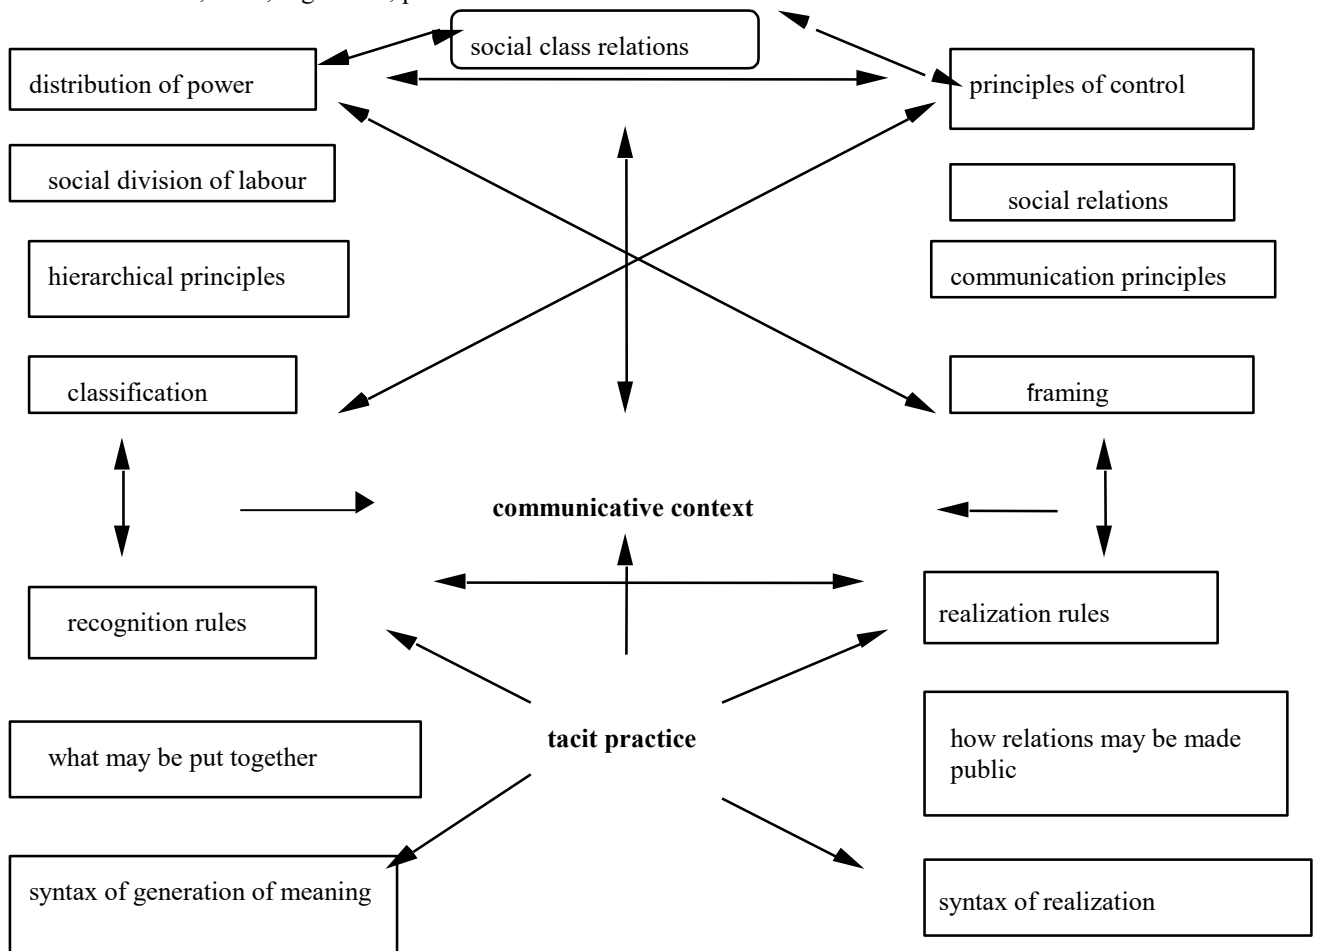 social class relations
distribution of power
principles of control
social division of labour
social relations
hierarchical principles
communication principles
classification
framing
communicative context
recognition rules
realization rules
tacit practice
what may be put together
how relations may be made
public
syntax of generation of meaning
syntax of realization